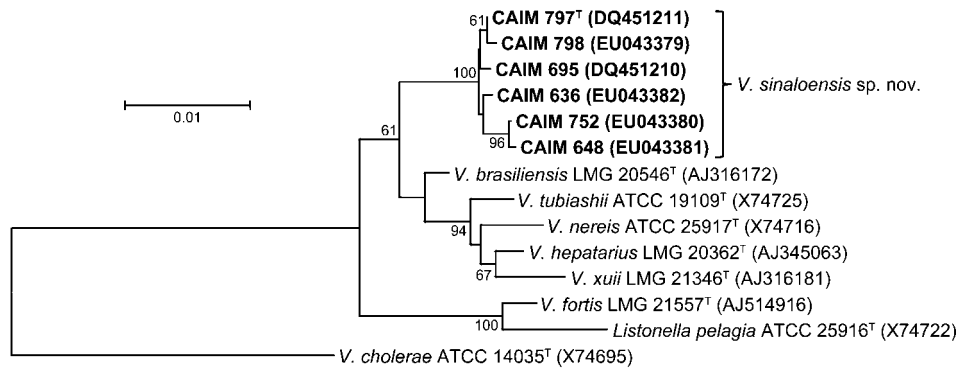 61
CAIM 797ᵀ (DQ451211)
CAIM 798 (EU043379)
100
CAIM 695 (DQ451210)
V. sinaloensis sp. nov.
CAIM 636 (EU043382)
0.01
CAIM 752 (EU043380)
61
96
CAIM 648 (EU043381)
V. brasiliensis LMG 20546ᵀ (AJ316172)
V. tubiashii ATCC 19109ᵀ (X74725)
94
V. nereis ATCC 25917ᵀ (X74716)
V. hepatarius LMG 20362ᵀ (AJ345063)
67
V. xuii LMG 21346ᵀ (AJ316181)
V. fortis LMG 21557ᵀ (AJ514916)
100
Listonella pelagia ATCC 25916ᵀ (X74722)
V. cholerae ATCC 14035ᵀ (X74695)